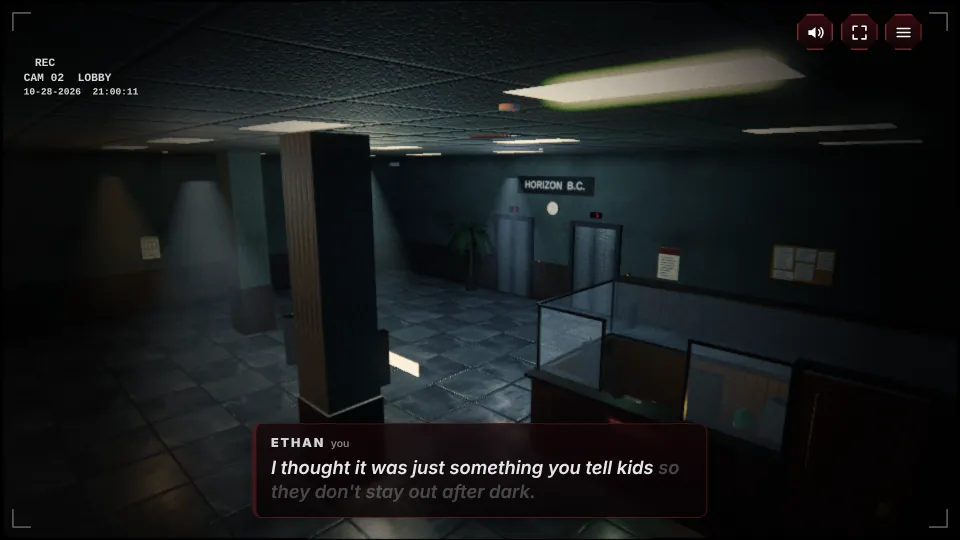 REC
CAM 02 LOBBY
10-28-2026 21:00:11
HORIZON B.C.
ETHAN you
I thought it was just something you tell kids so
they don't stay out after dark.